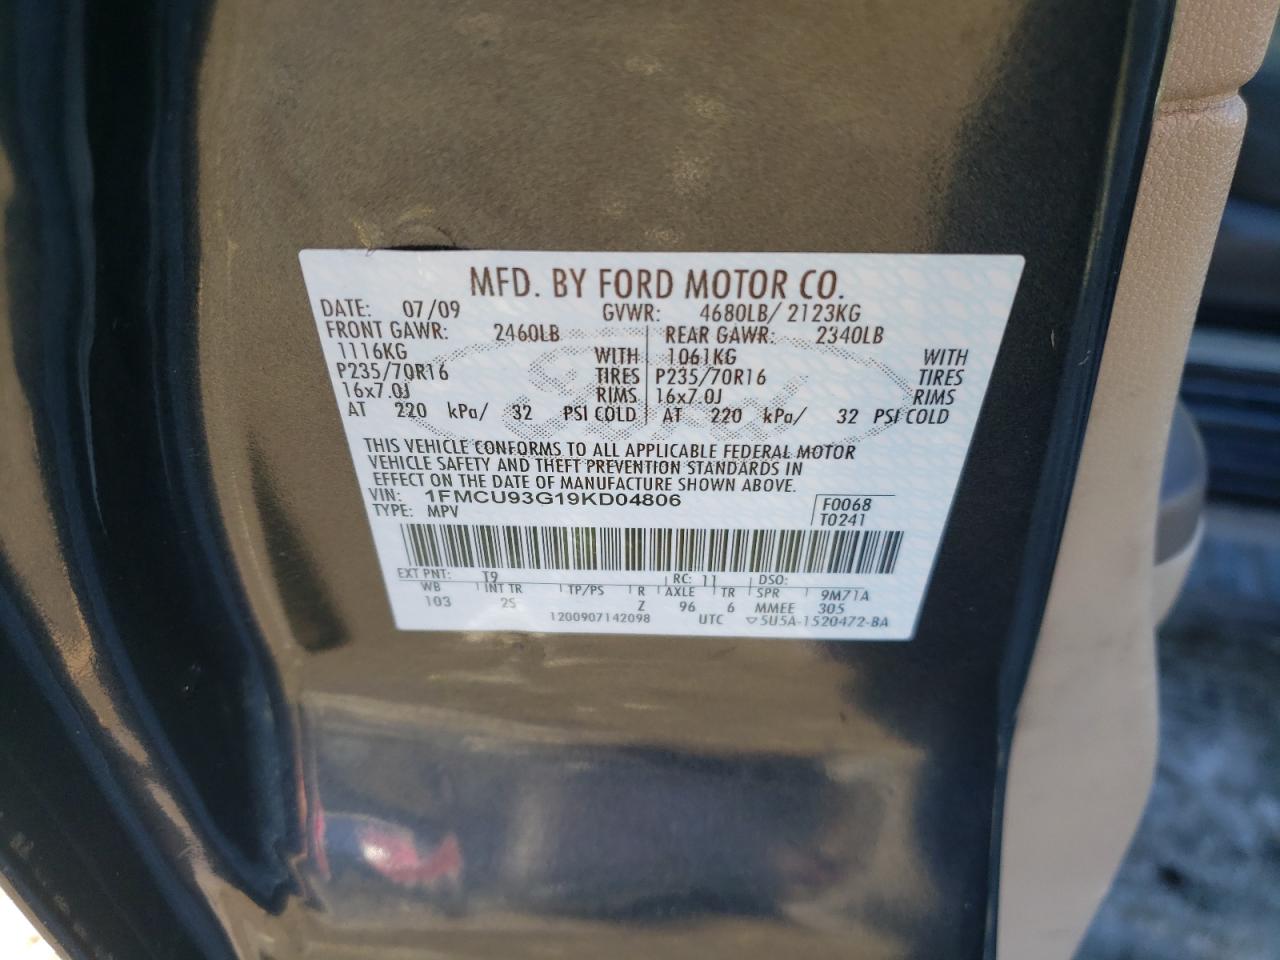 MFD. BY FORD MOTOR CO.
DATE: 07/09 GVWR: 4680LB/ 2123KG
FRONT GAWR: 2460LB REAR GAWR: 2340LB
1116KG WITH 1061KG WITH
P235/70R16 TIRES P235/70R16 TIRES
16x7.0J RIMS 16x7.0J RIMS
AT 220 kPa/ 32 PSI COLD AT 220 kPa/ 32 PSI COLD
THIS VEHICLE CONFORMS TO ALL APPLICABLE FEDERAL MOTOR
VEHICLE SAFETY AND THEFT PREVENTION STANDARDS IN
EFFECT ON THE DATE OF MANUFACTURE SHOWN ABOVE.
VIN: 1FMCU93G19KD04806 F0068
TYPE: MPV T0241
EXT PNT: T9 RC: 11 DSO:
WB INT TR TP/PS R AXLE TR SPR 9M71A
103 2S Z 96 6 MMEE 305
1200907142098 UTC ▽5U5A-1520472-BA